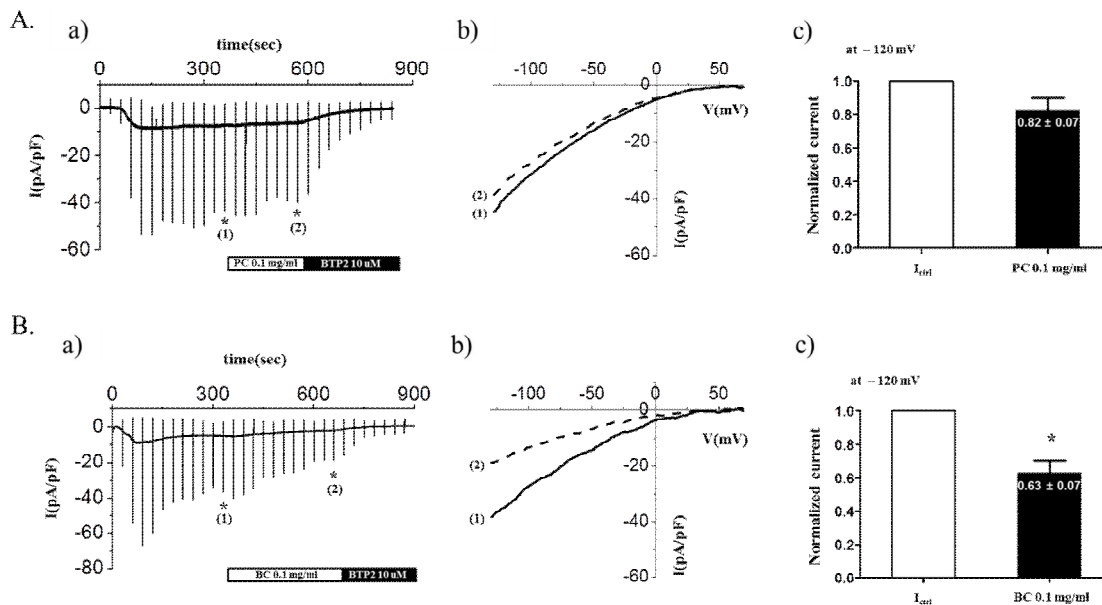 A.
a)
time(sec)
0 300 600 900
0
-20
-40
-60
I(pA/pF)
*
(1)
*
(2)
PC 0.1 mg/ml BTP2 10 uM
b)
-100 -50 0 50
0
-20
-40
-60
V(mV)
I(pA/pF)
(2)
(1)
c)
at – 120 mV
Normalized current
1.0
0.8
0.6
0.4
0.2
0.0
0.82 ± 0.07
Ictrl PC 0.1 mg/ml
B.
a)
time(sec)
0 300 600 900
0
-20
-40
-60
-80
I(pA/pF)
*
(1)
*
(2)
BC 0.1 mg/ml BTP2 10uM
b)
-100 -50 0 50
0
-20
-40
-60
V(mV)
I(pA/pF)
(2)
(1)
c)
at – 120 mV
Normalized current
1.0
0.8
0.6
0.4
0.2
0.0
*
0.63 ± 0.07
Ictrl BC 0.1 mg/ml